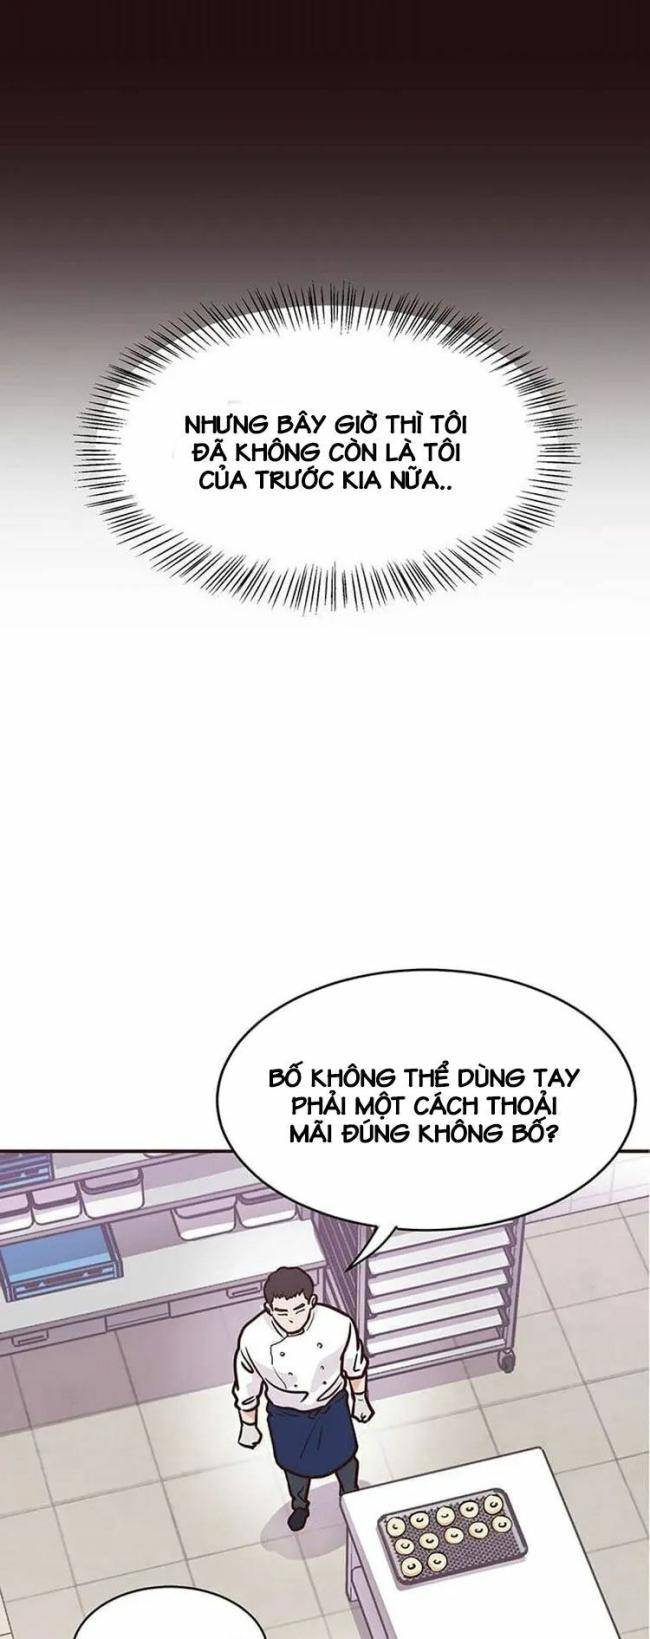 NHƯNG BÂY GIỜ THÌ TÔI
ĐÃ KHÔNG CÒN LÀ TÔI
CỦA TRƯỚC KIA NỮA..
BỐ KHÔNG THỂ DÙNG TAY
PHẢI MỘT CÁCH THOẢI
MÁI ĐÚNG KHÔNG BỐ?